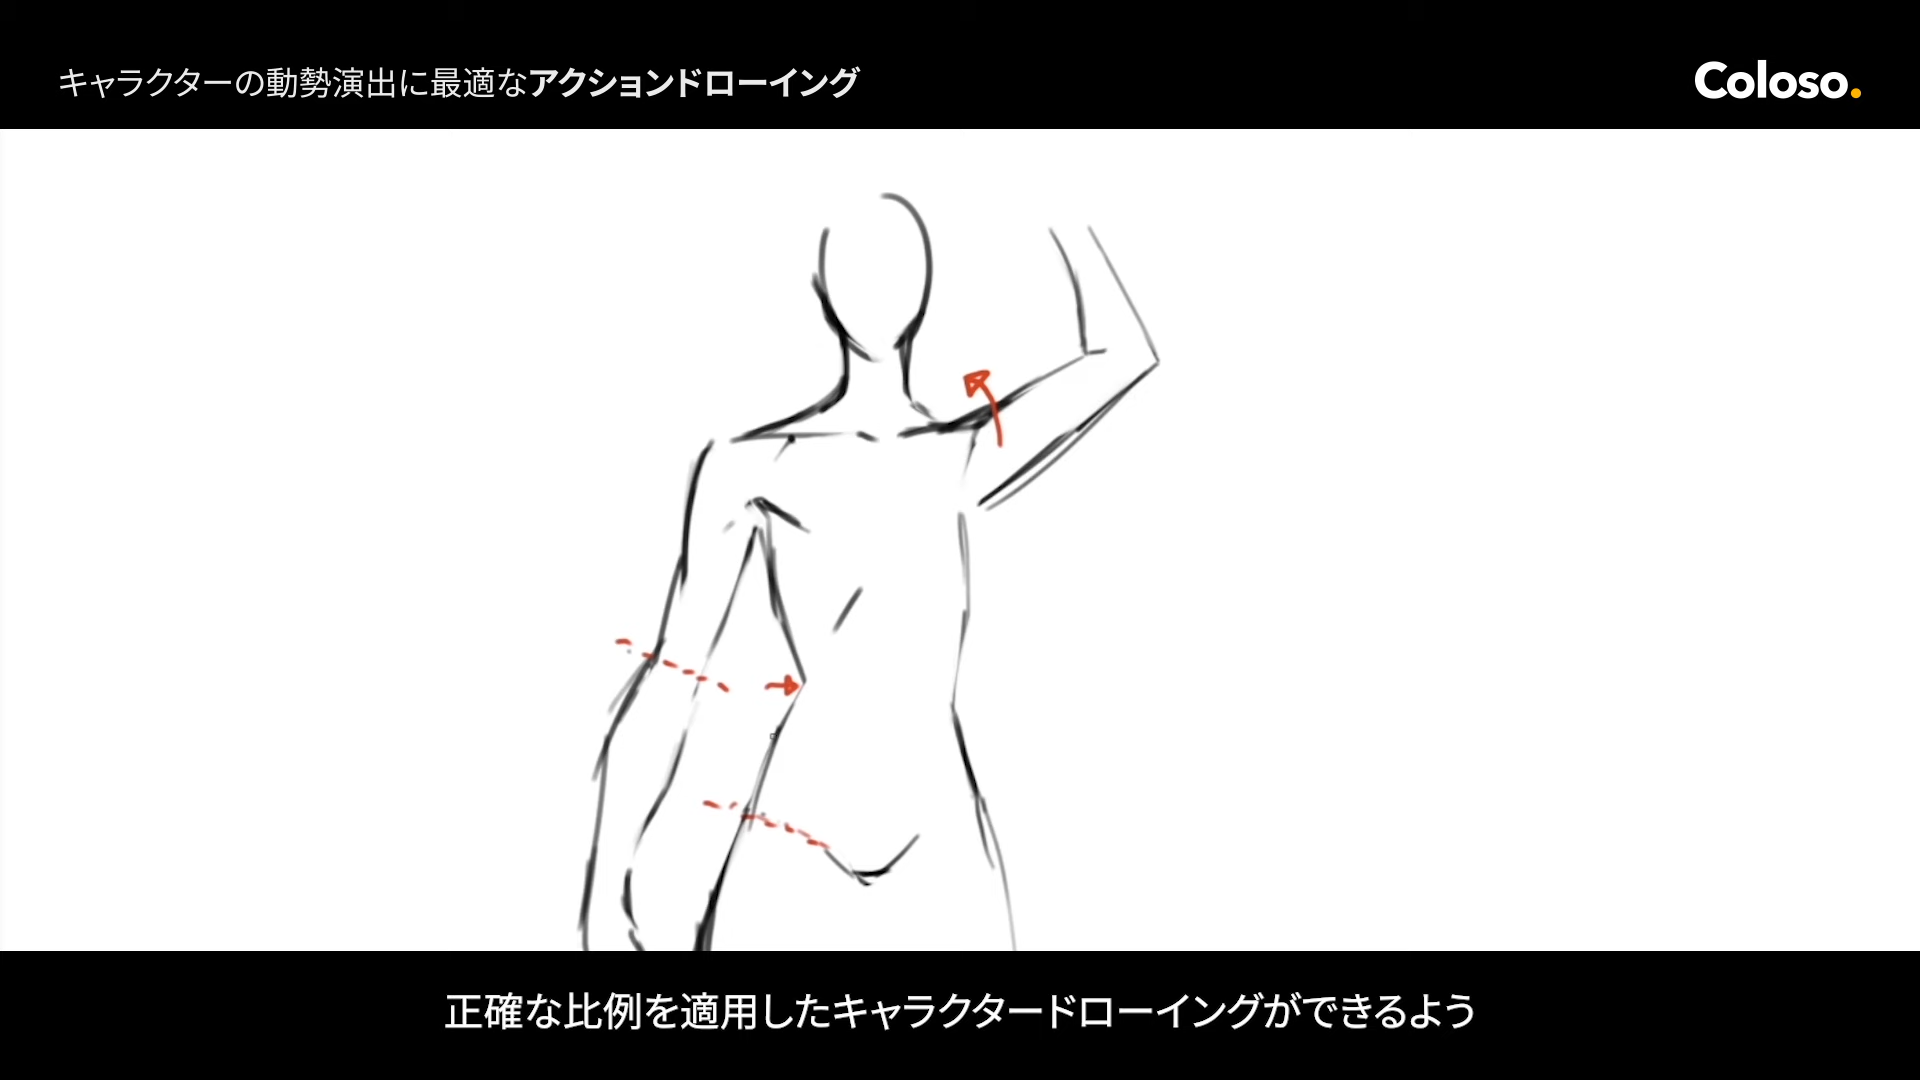 キャラクターの動勢演出に最適なアクションドローイング
Coloso.
正確な比例を適用したキャラクタードローイングができるよう